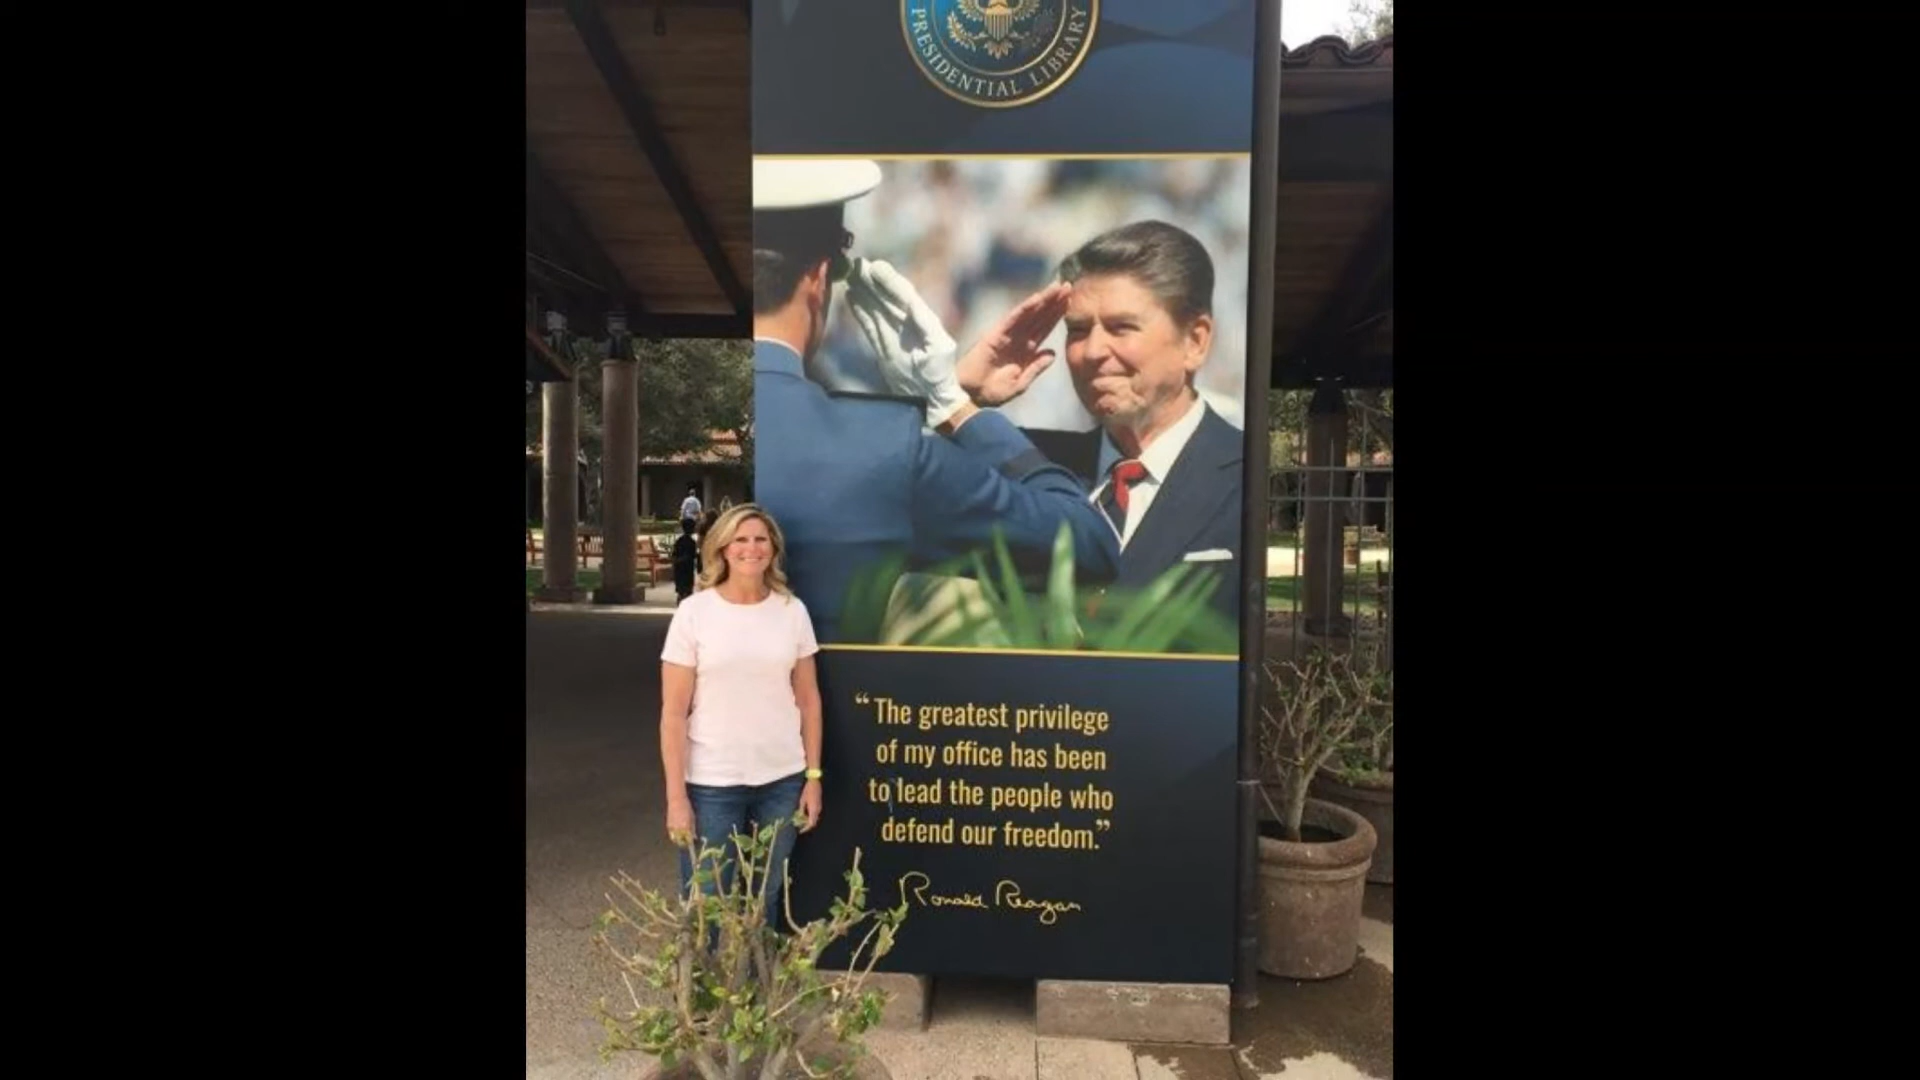 PRESIDENTIAL LIBRARY
“The greatest privilege
of my office has been
to lead the people who
defend our freedom.”
Ronald Reagan